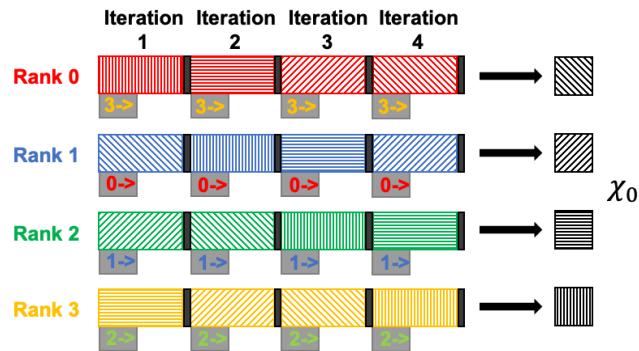 Iteration 1 Iteration 2 Iteration 3 Iteration 4
Rank 0
3-> 3-> 3-> 3->
Rank 1
0-> 0-> 0-> 0->
χ₀
Rank 2
1-> 1-> 1-> 1->
Rank 3
2-> 2-> 2-> 2->